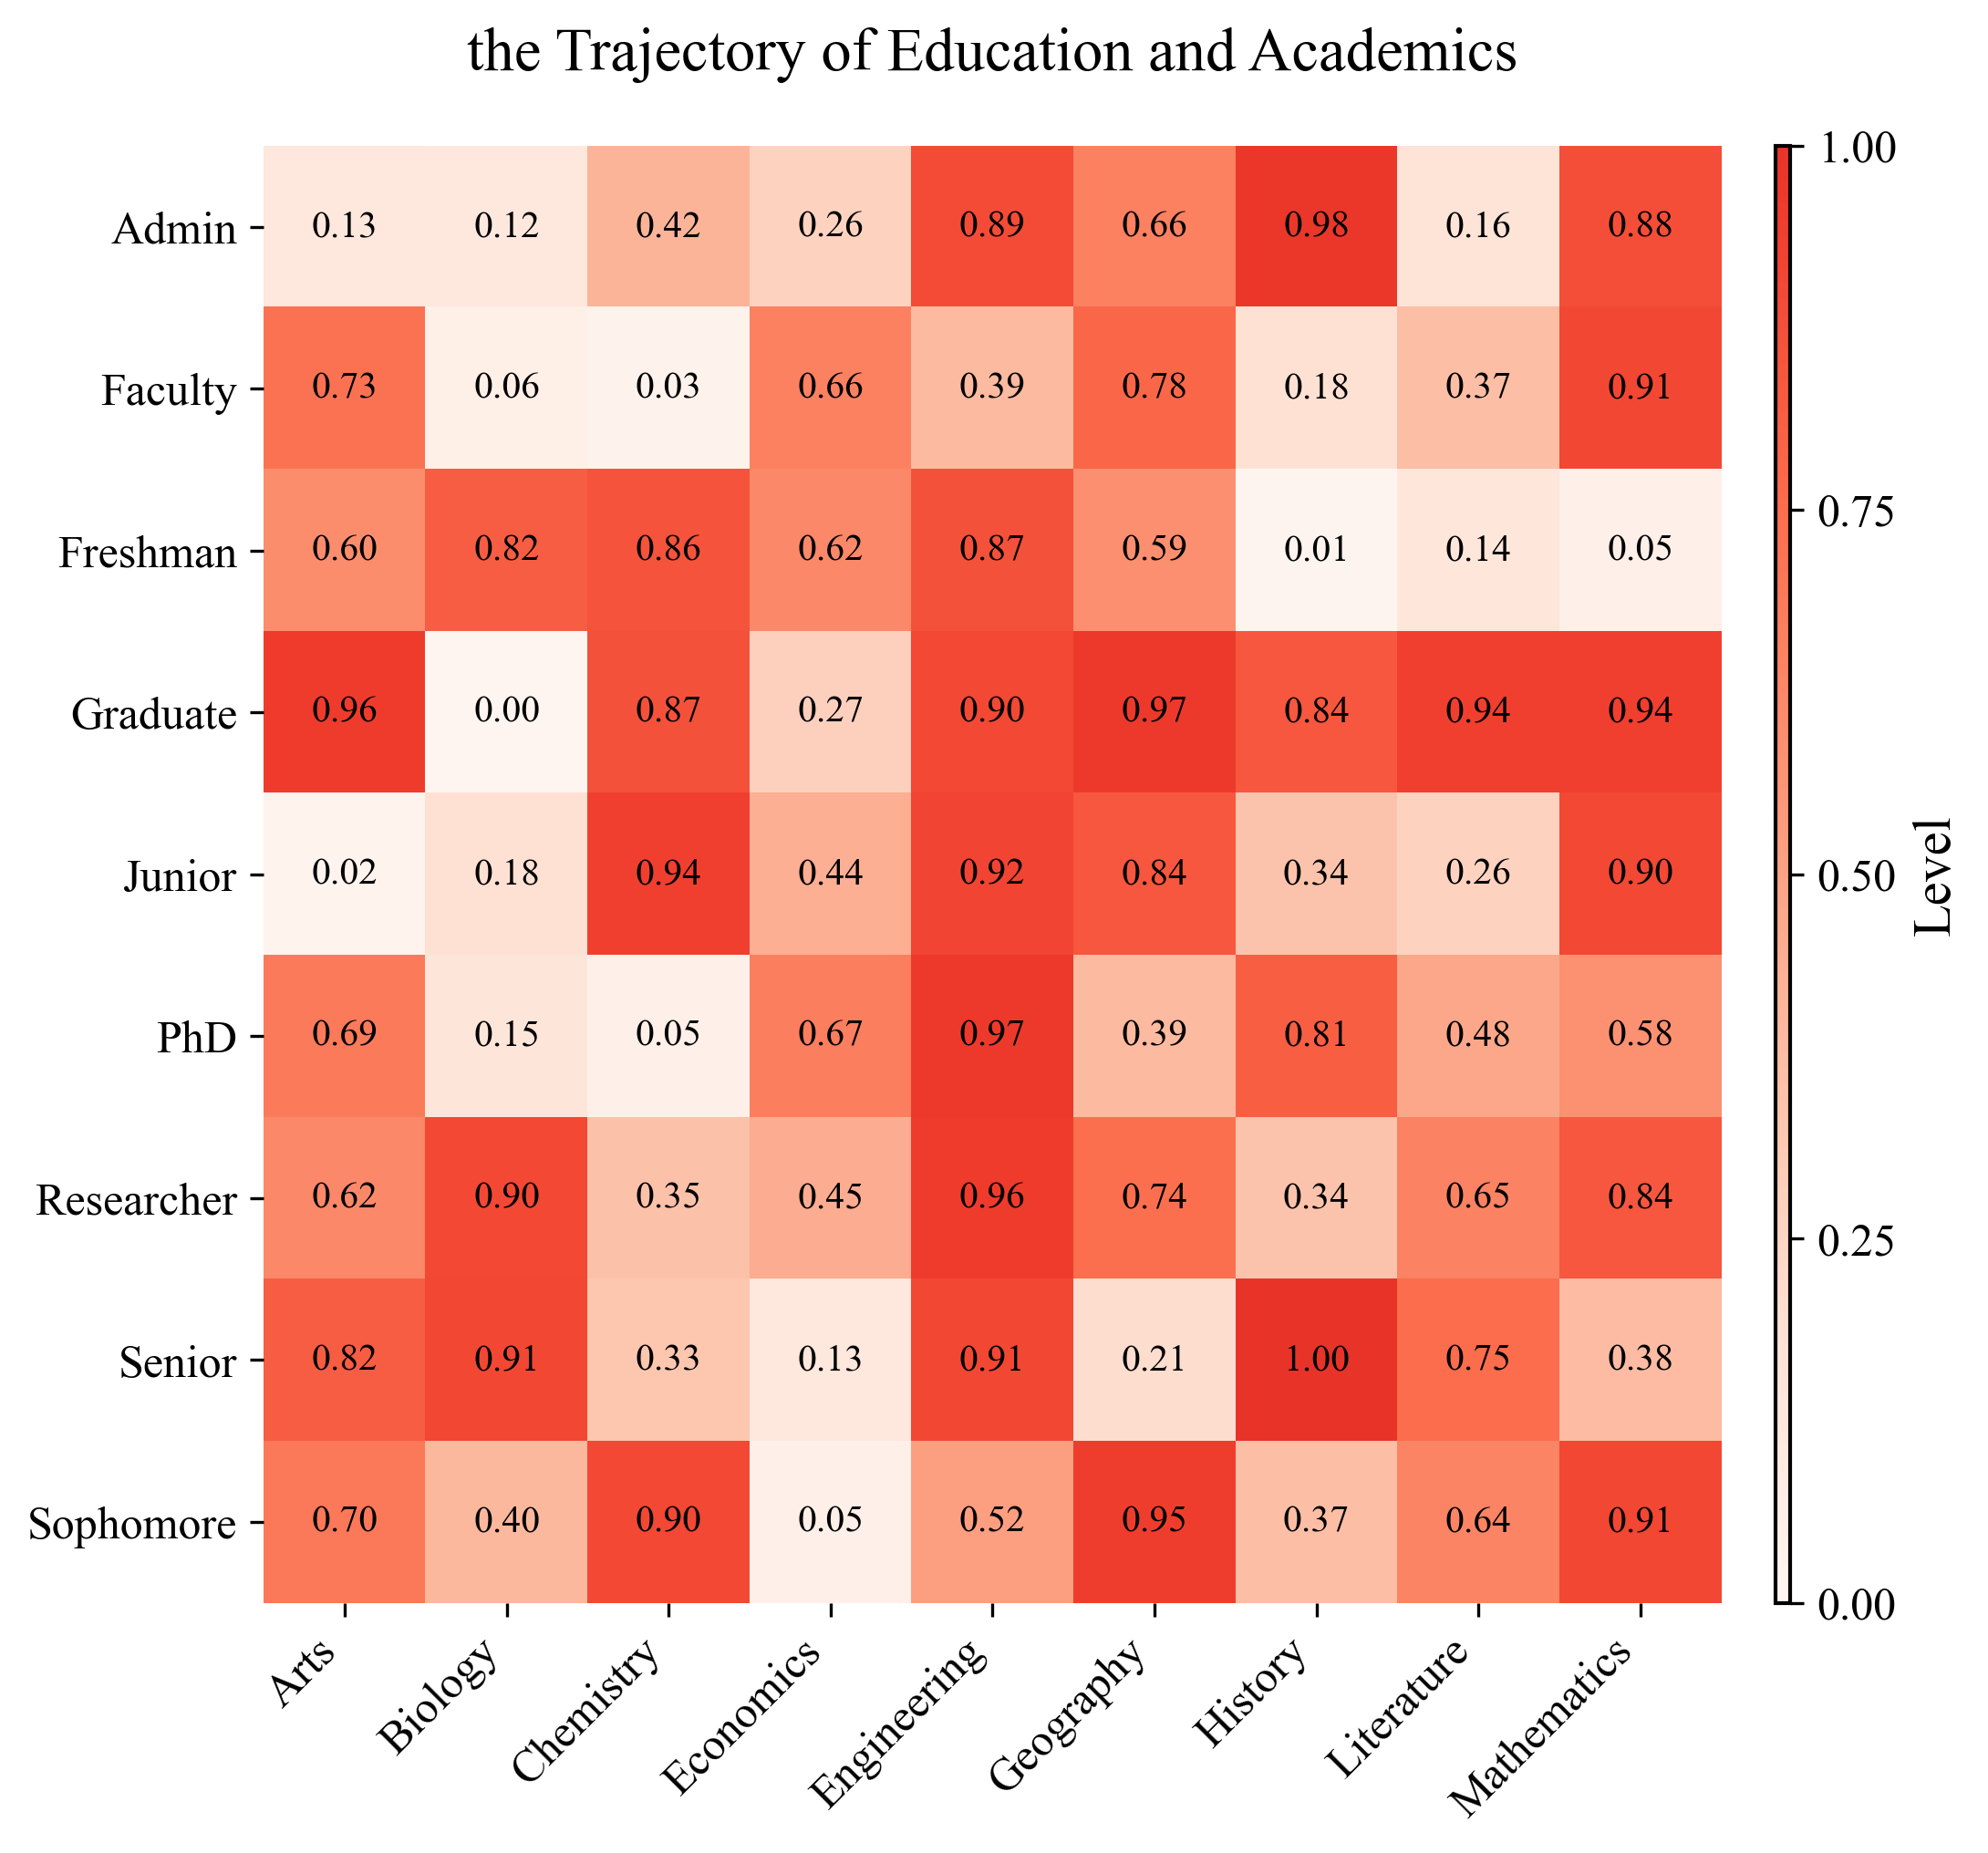 the Trajectory of Education and Academics
Admin 0.13 0.12 0.42 0.26 0.89 0.66 0.98 0.16 0.88
Faculty 0.73 0.06 0.03 0.66 0.39 0.78 0.18 0.37 0.91
Freshman 0.60 0.82 0.86 0.62 0.87 0.59 0.01 0.14 0.05
Graduate 0.96 0.00 0.87 0.27 0.90 0.97 0.84 0.94 0.94
Junior 0.02 0.18 0.94 0.44 0.92 0.84 0.34 0.26 0.90
PhD 0.69 0.15 0.05 0.67 0.97 0.39 0.81 0.48 0.58
Researcher 0.62 0.90 0.35 0.45 0.96 0.74 0.34 0.65 0.84
Senior 0.82 0.91 0.33 0.13 0.91 0.21 1.00 0.75 0.38
Sophomore 0.70 0.40 0.90 0.05 0.52 0.95 0.37 0.64 0.91
Arts Biology Chemistry Economics Engineering Geography History Literature Mathematics
1.00
0.75
0.50
0.25
0.00
Level